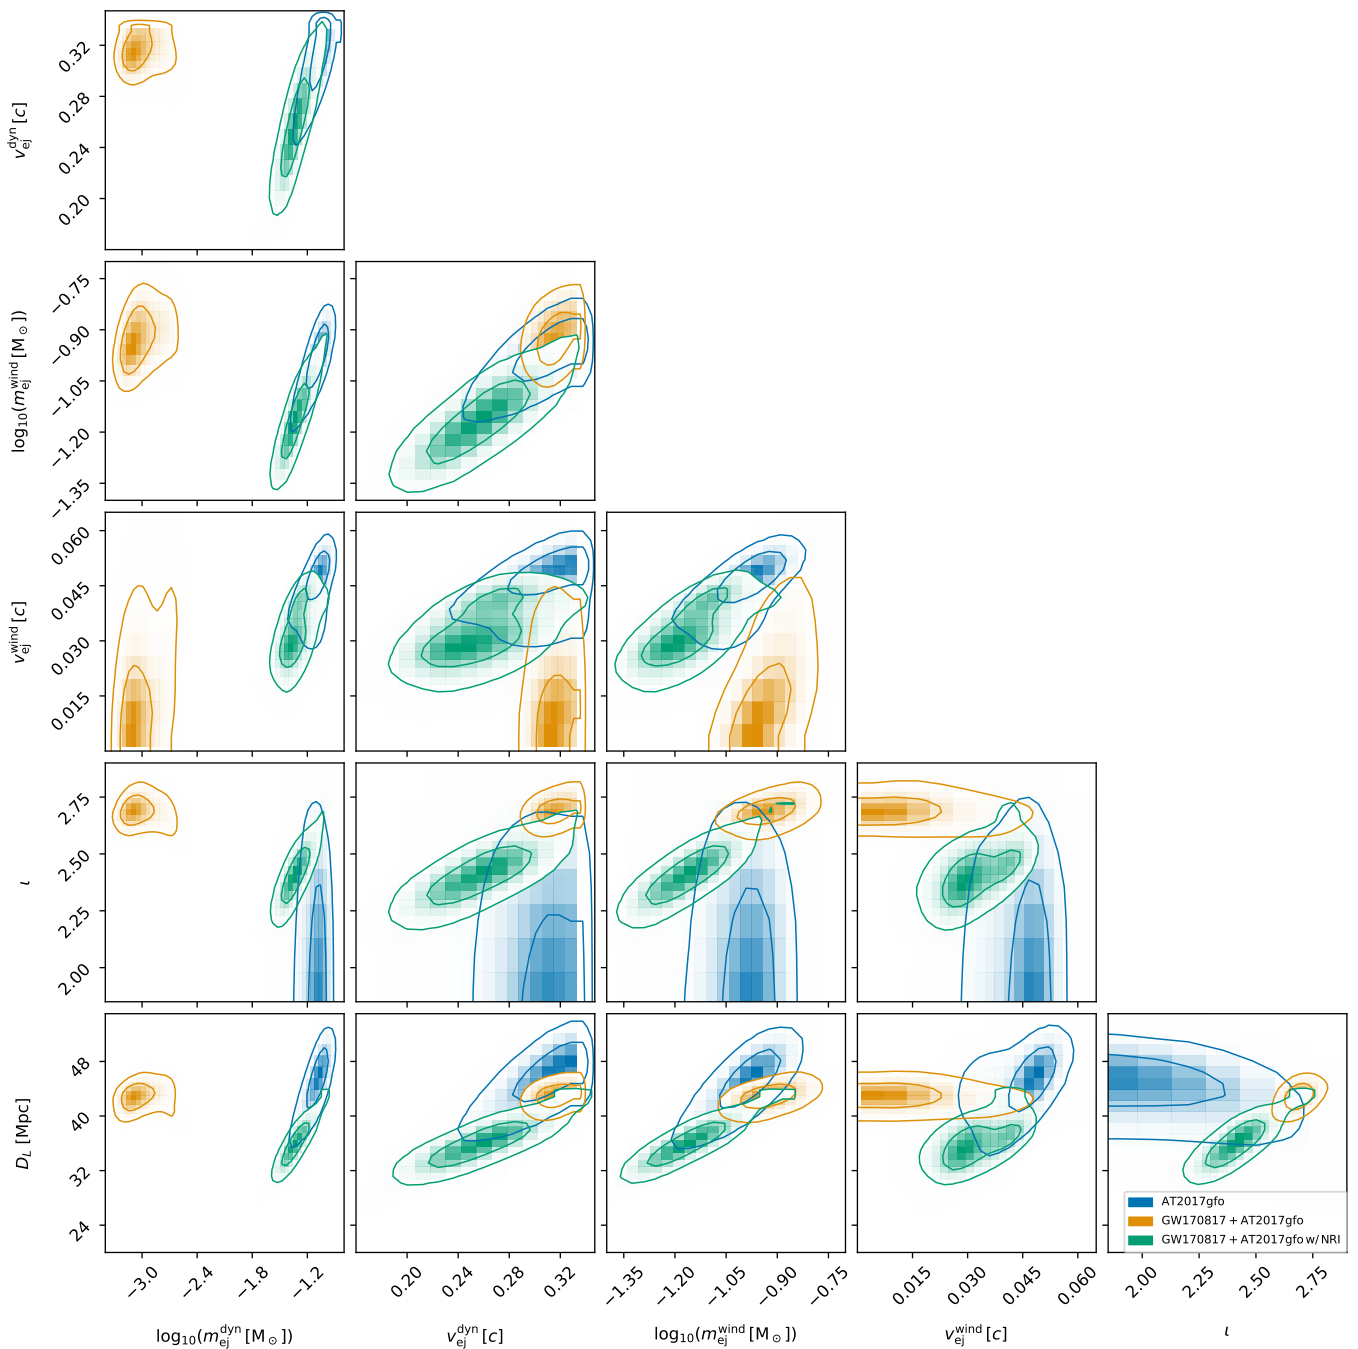 0.32
0.28
0.24
0.20
v_ej^dyn [c]
−0.75
−0.90
−1.05
−1.20
−1.35
log10(m_ej^wind [M⊙])
0.060
0.045
0.030
0.015
v_ej^wind [c]
2.75
2.50
2.25
2.00
ι
48
40
32
24
D_L [Mpc]
AT2017gfo
GW170817 + AT2017gfo
GW170817 + AT2017gfo w/ NRI
−3.0 −2.4 −1.8 −1.2
0.20 0.24 0.28 0.32
−1.35 −1.20 −1.05 −0.90 −0.75
0.015 0.030 0.045 0.060
2.00 2.25 2.50 2.75
log10(m_ej^dyn [M⊙])
v_ej^dyn [c]
log10(m_ej^wind [M⊙])
v_ej^wind [c]
ι